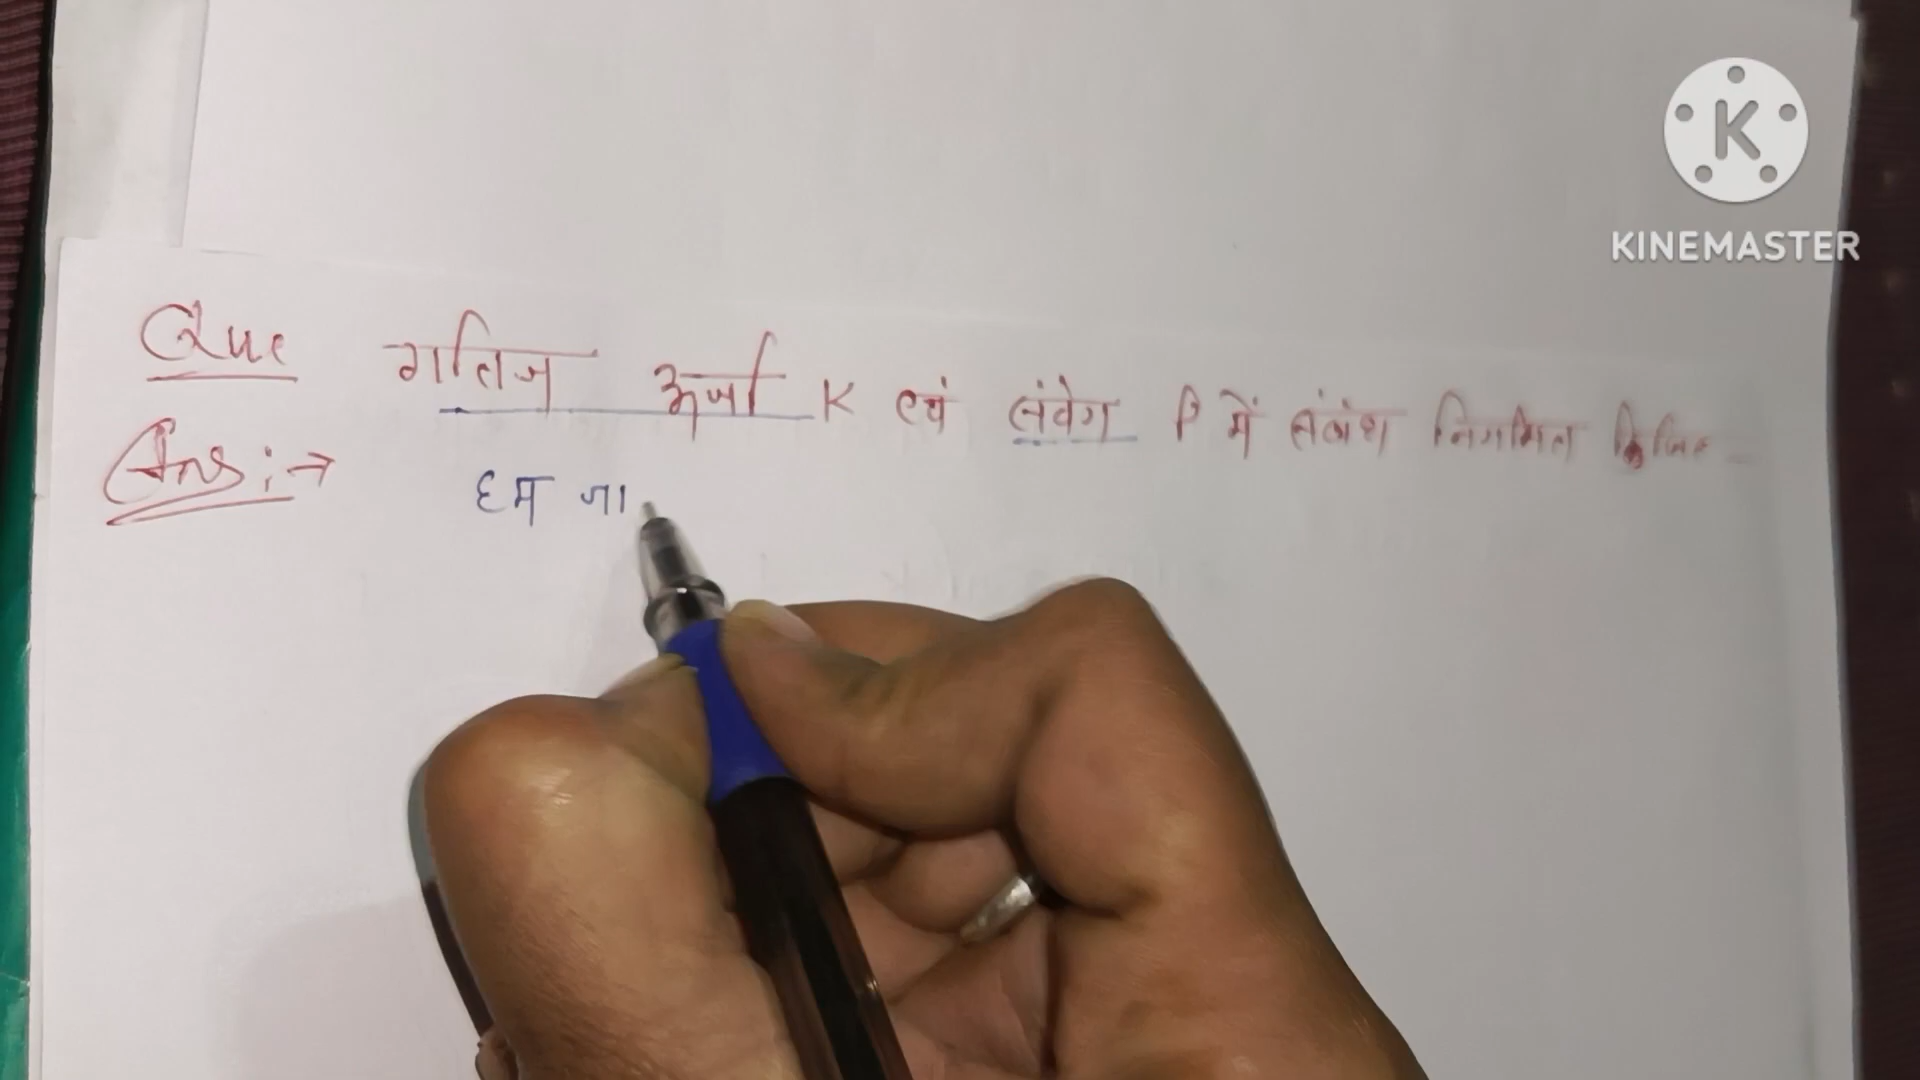 KINEMASTER
Que गतिज ऊर्जा K एवं संवेग P में संबंध निगमित किजिए
Ans:→ हम जा